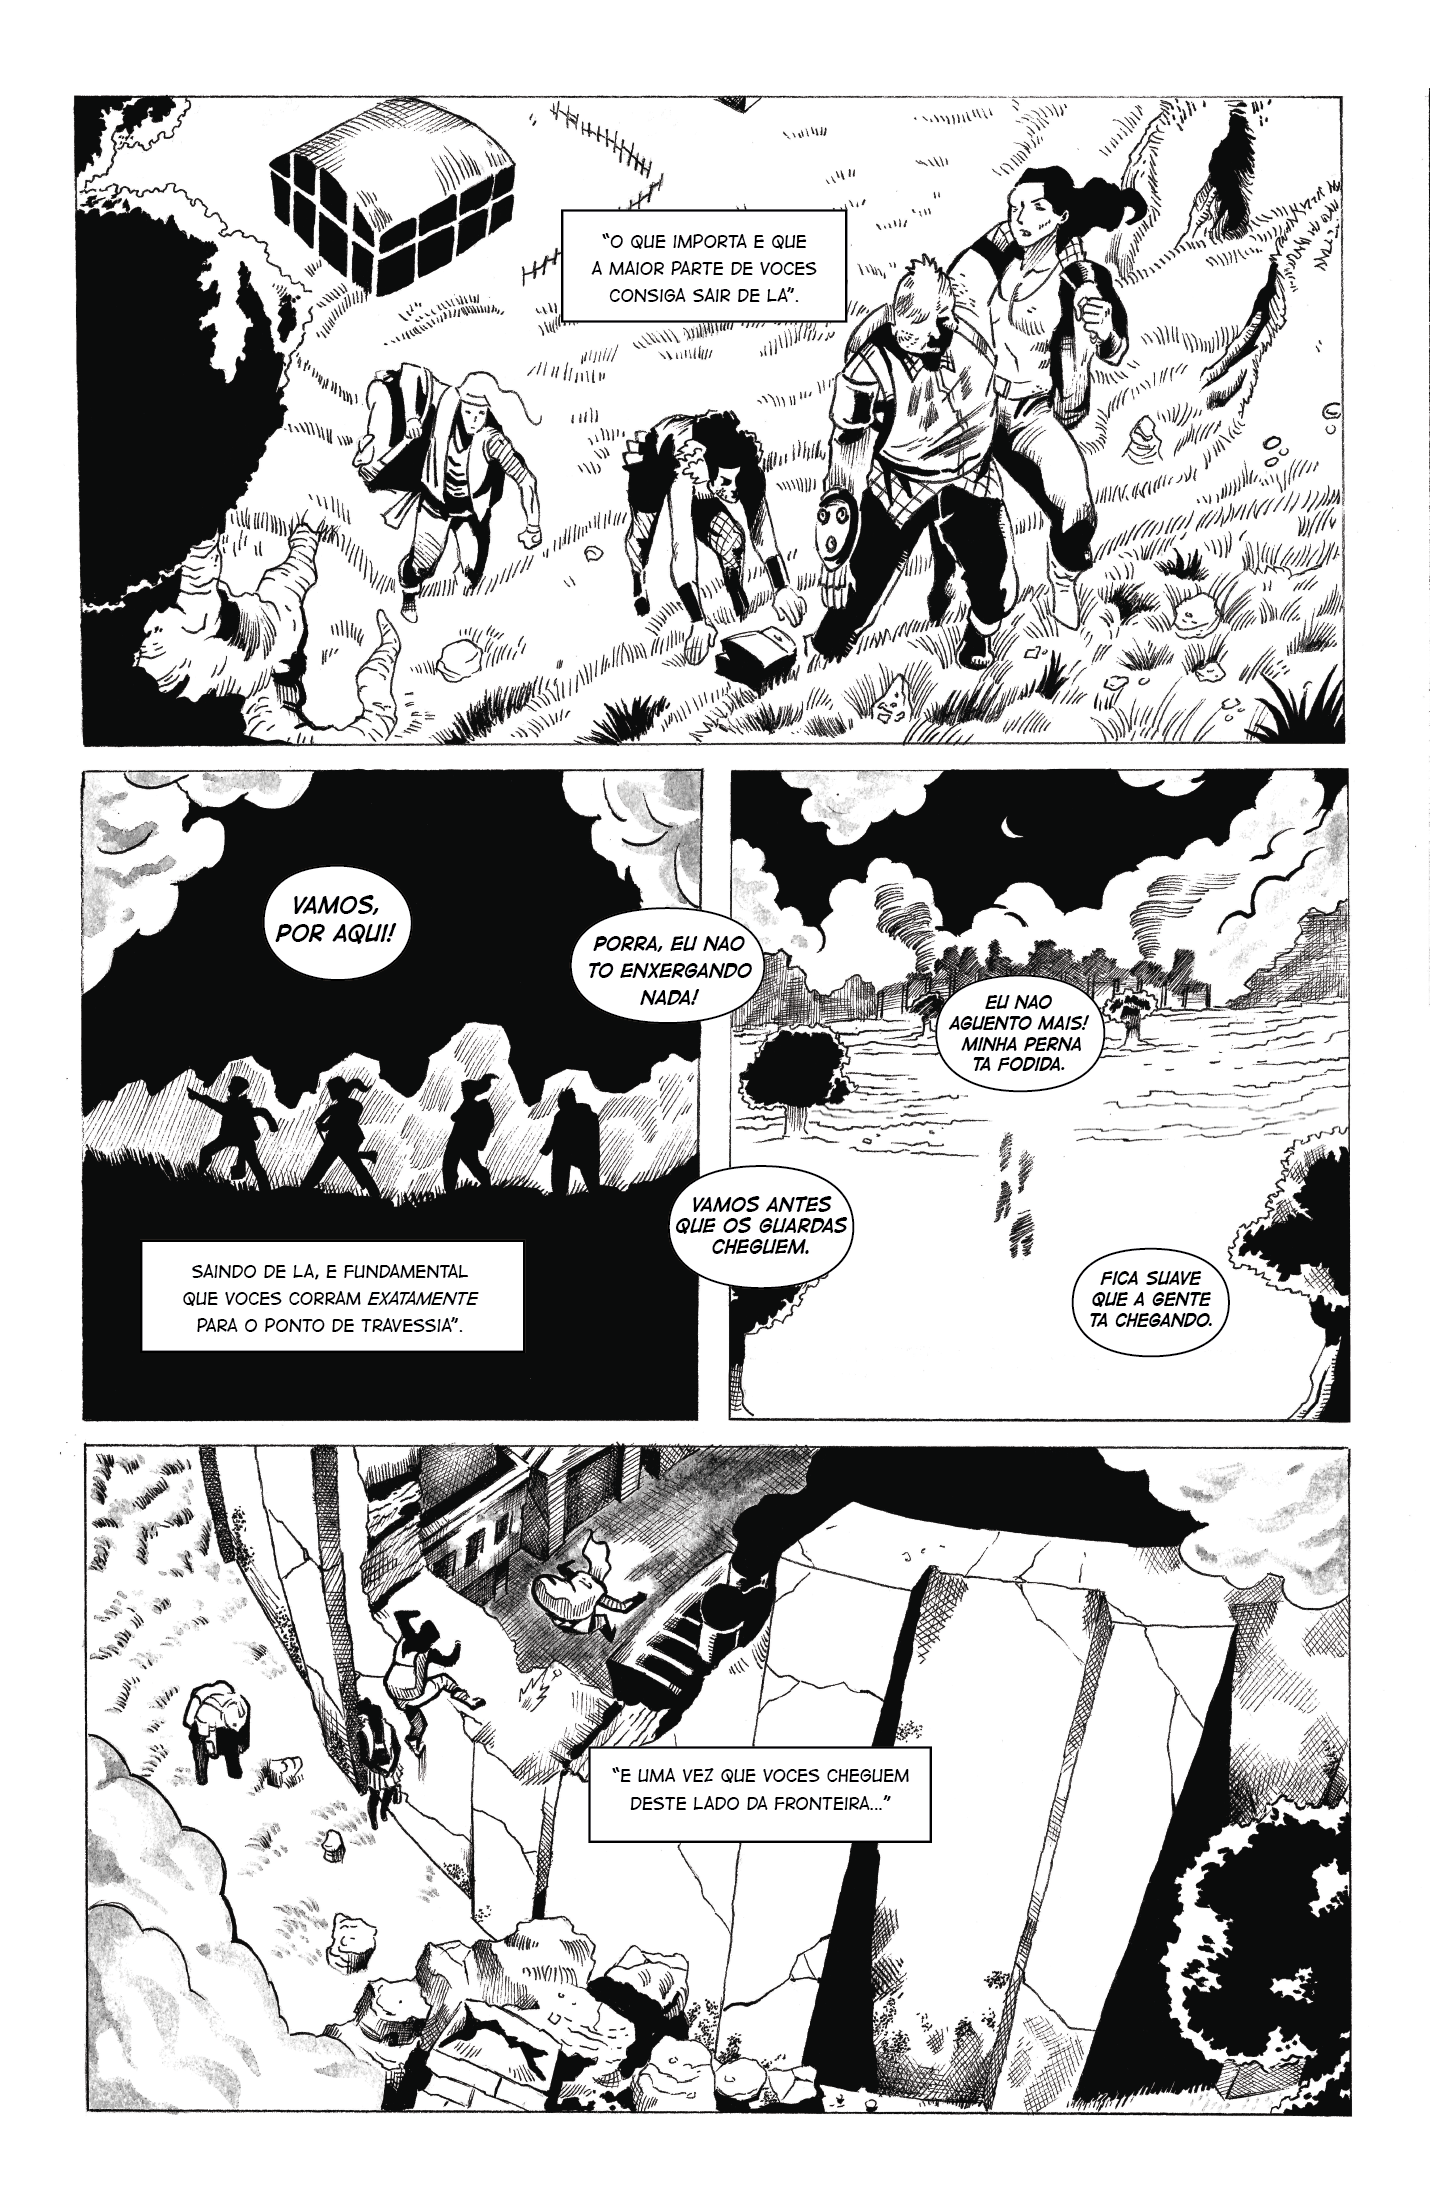 “O QUE IMPORTA E QUE
A MAIOR PARTE DE VOCES
CONSIGA SAIR DE LA”.
VAMOS,
POR AQUI!
PORRA, EU NAO
TO ENXERGANDO
NADA!
SAINDO DE LA, E FUNDAMENTAL
QUE VOCES CORRAM EXATAMENTE
PARA O PONTO DE TRAVESSIA”.
EU NAO
AGUENTO MAIS!
MINHA PERNA
TA FODIDA.
VAMOS ANTES
QUE OS GUARDAS
CHEGUEM.
FICA SUAVE
QUE A GENTE
TA CHEGANDO.
“E UMA VEZ QUE VOCES CHEGUEM
DESTE LADO DA FRONTEIRA...”